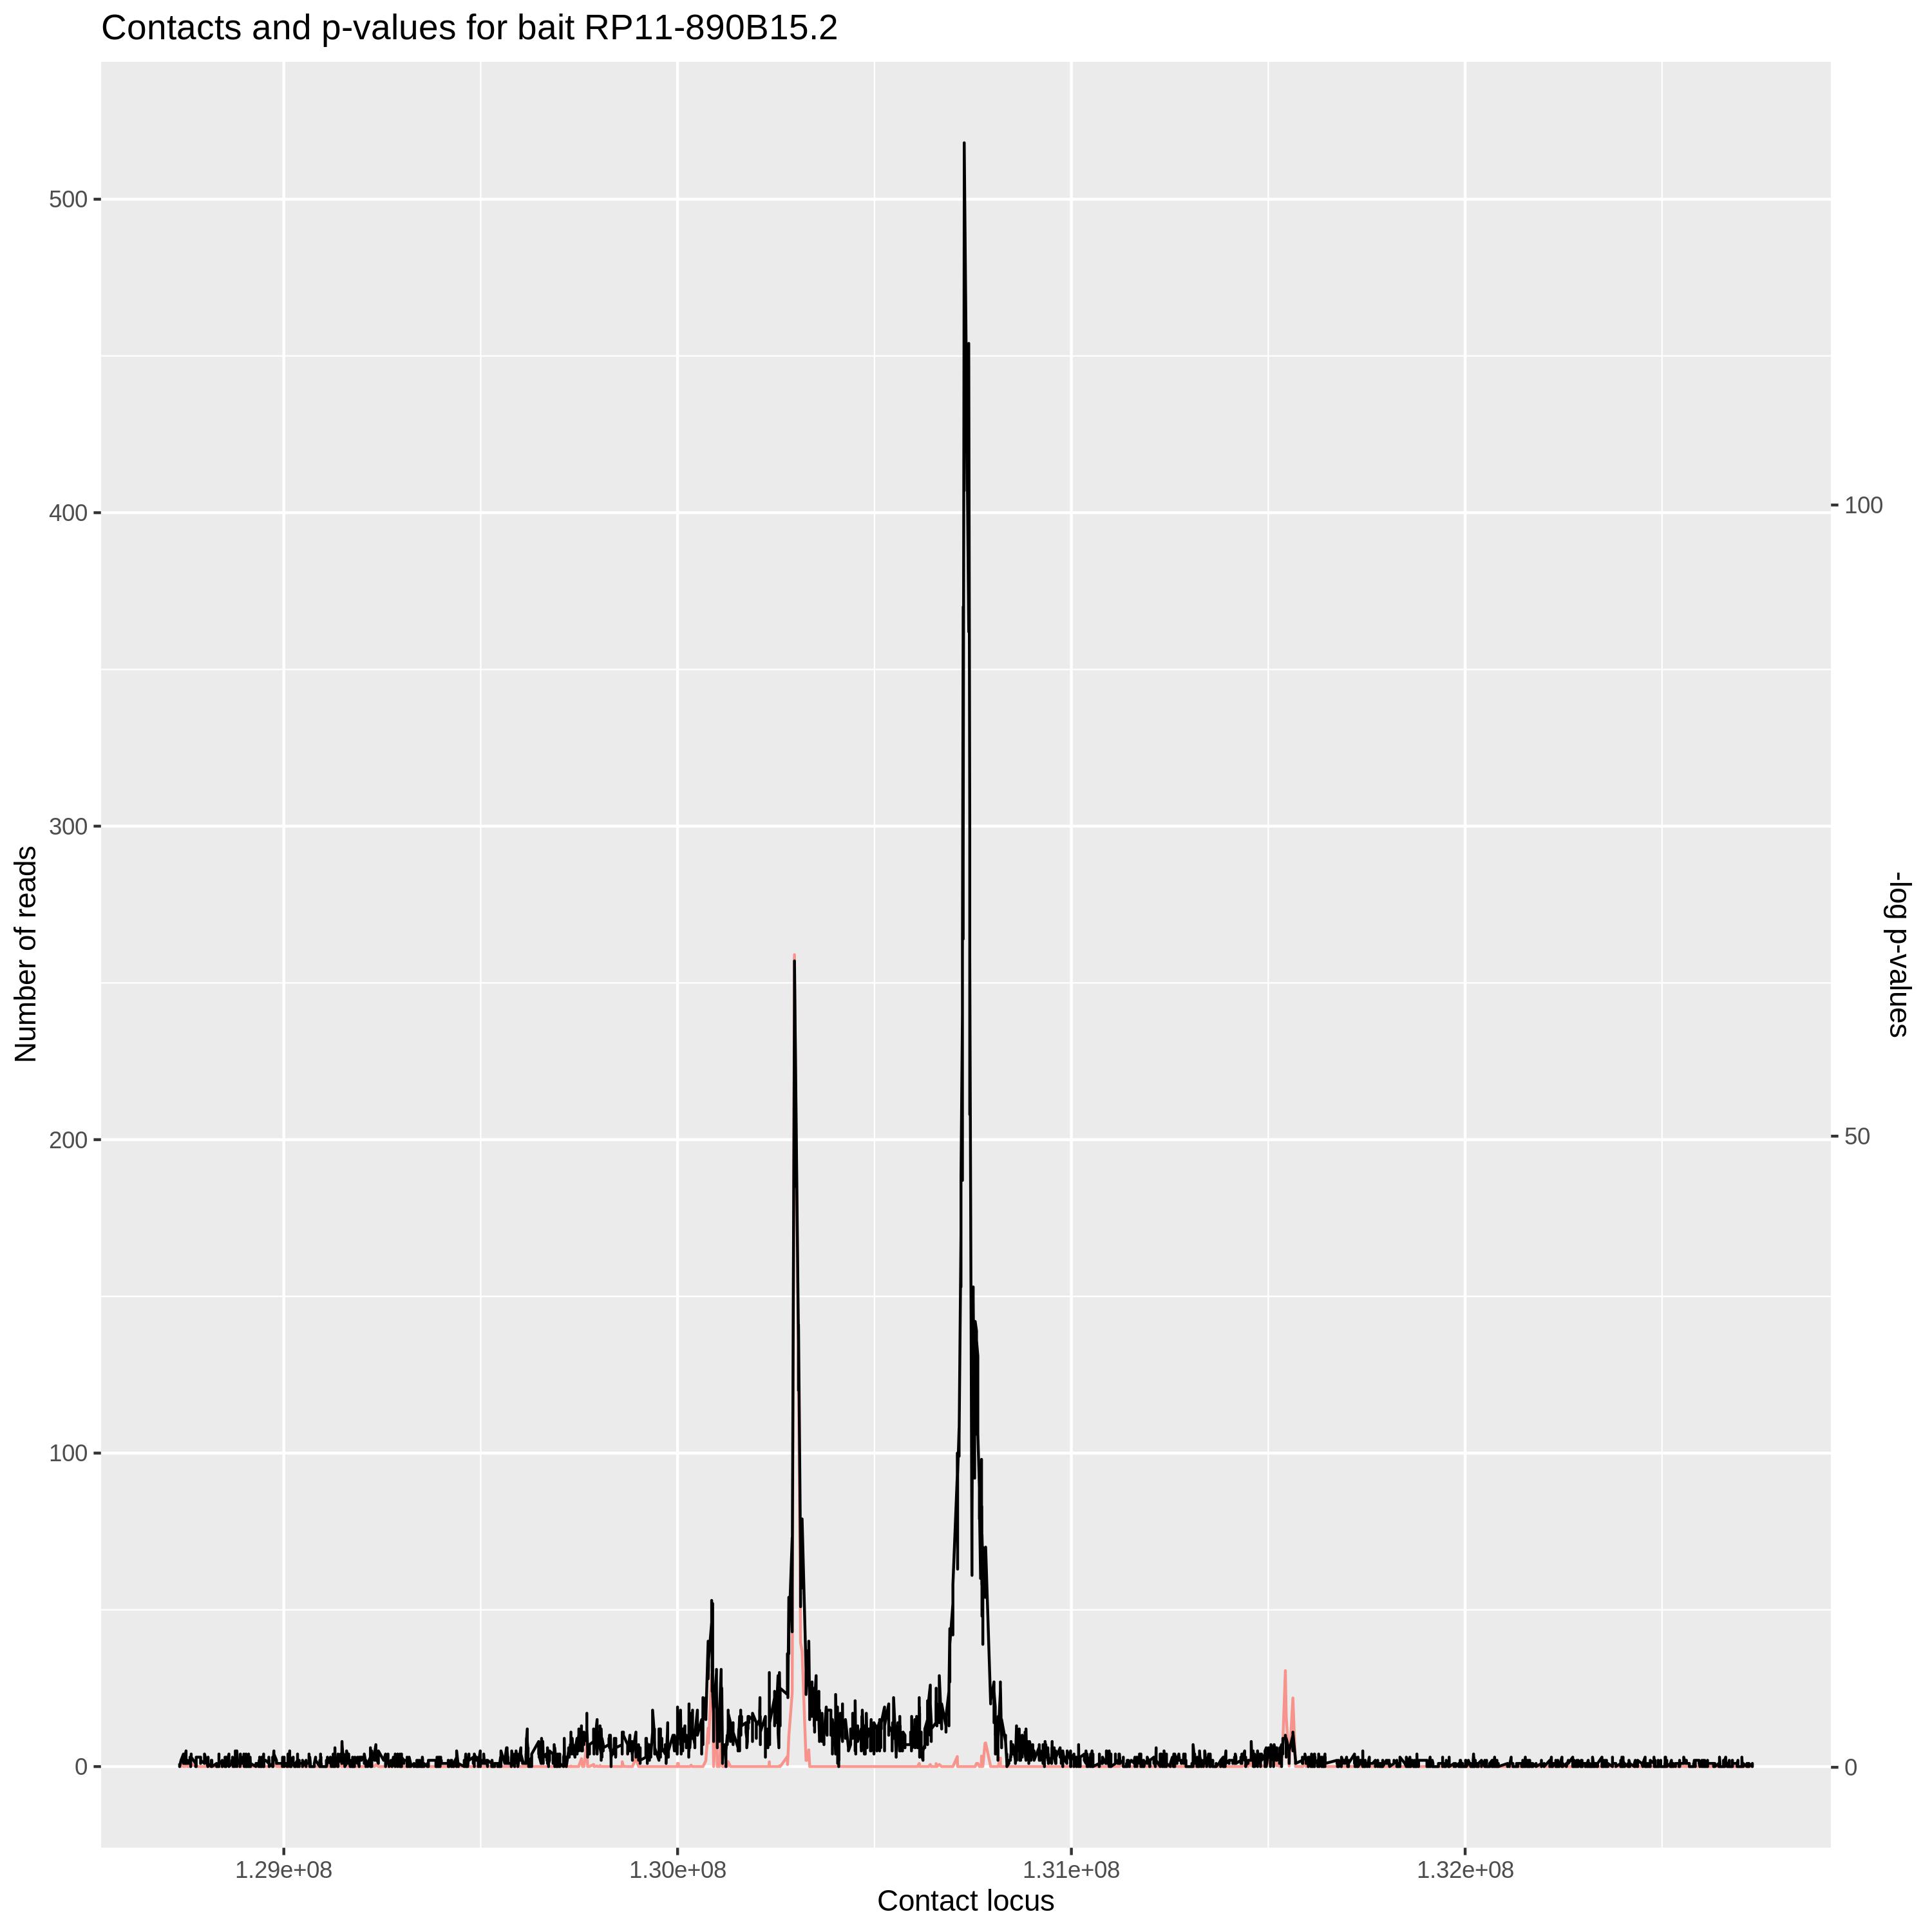 Contacts and p-values for bait RP11-890B15.2
500
400
300
200
100
0
Number of reads
100
50
0
-log p-values
1.29e+08
1.30e+08
1.31e+08
1.32e+08
Contact locus